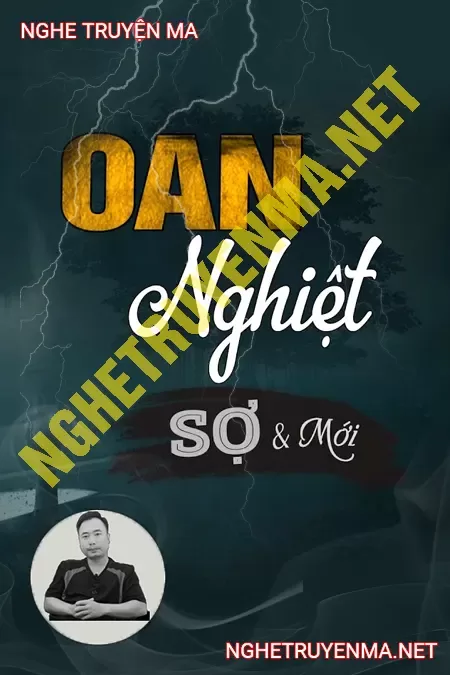 NGHE TRUYỆN MA
OAN
Nghiệt
SỢ & Mới
NGHETRUYENMA.NET
NGHETRUYENMA.NET